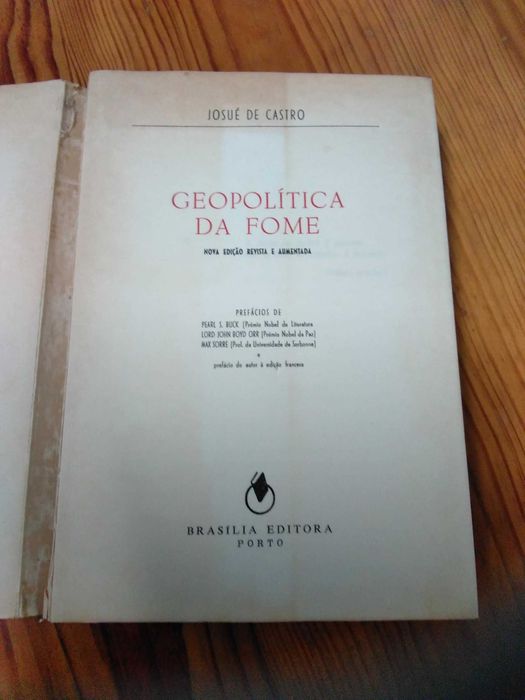 JOSUÉ DE CASTRO
GEOPOLÍTICA
DA FOME
NOVA EDIÇÃO REVISTA E AUMENTADA
PREFÁCIOS DE
PEARL S. BUCK (Prémio Nobel de Literatura
LORD JOHN BOYD ORR (Prémio Nobel da Paz)
MAX SORRE (Prof. da Universidade de Sorbonne)
e
prefácio do autor à edição francesa
BRASÍLIA EDITORA
PORTO